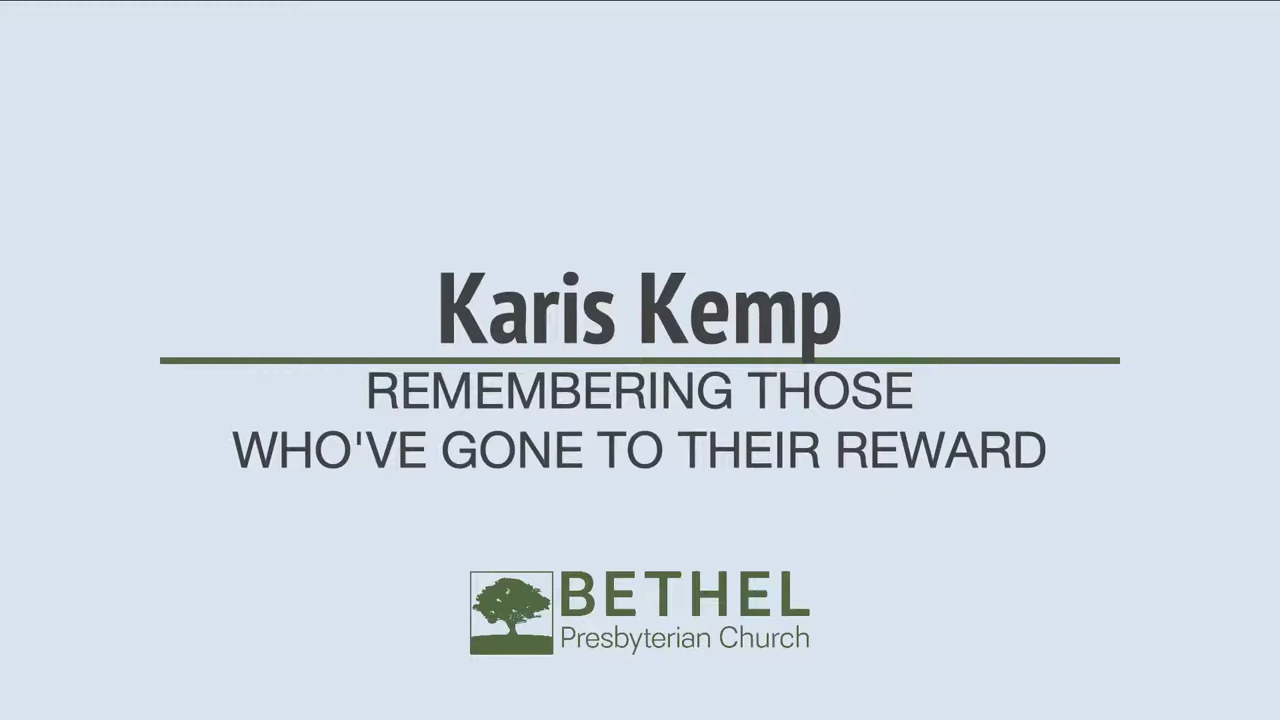 Karis Kemp
REMEMBERING THOSE
WHO'VE GONE TO THEIR REWARD
BETHEL
Presbyterian Church